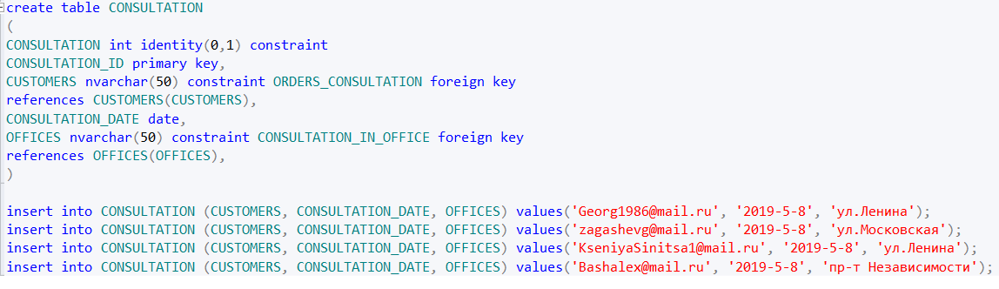 create table CONSULTATION
(
CONSULTATION int identity(0,1) constraint
CONSULTATION_ID primary key,
CUSTOMERS nvarchar(50) constraint ORDERS_CONSULTATION foreign key
references CUSTOMERS(CUSTOMERS),
CONSULTATION_DATE date,
OFFICES nvarchar(50) constraint CONSULTATION_IN_OFFICE foreign key
references OFFICES(OFFICES),
)
insert into CONSULTATION (CUSTOMERS, CONSULTATION_DATE, OFFICES) values('Georg1986@mail.ru', '2019-5-8', 'ул.Ленина');
insert into CONSULTATION (CUSTOMERS, CONSULTATION_DATE, OFFICES) values('zagashevg@mail.ru', '2019-5-8', 'ул.Московская');
insert into CONSULTATION (CUSTOMERS, CONSULTATION_DATE, OFFICES) values('KseniyaSinitsa1@mail.ru', '2019-5-8', 'ул.Ленина');
insert into CONSULTATION (CUSTOMERS, CONSULTATION_DATE, OFFICES) values('Bashalex@mail.ru', '2019-5-8', 'пр-т Независимости');